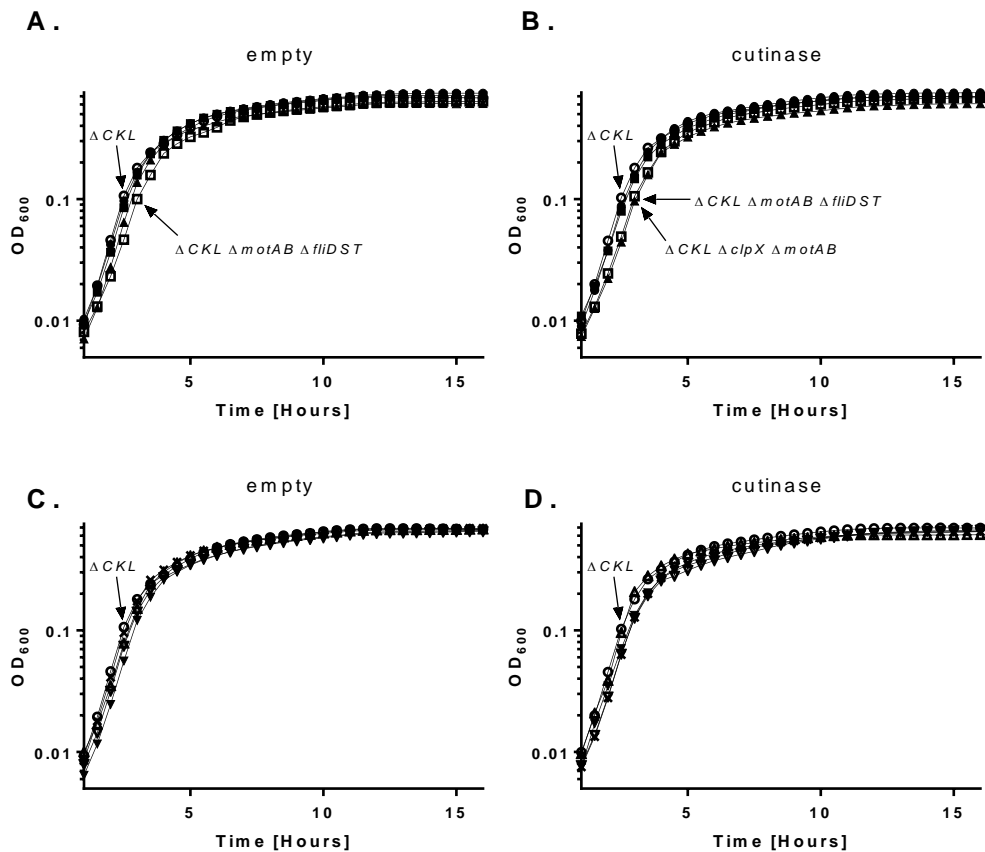 A.
empty
ΔCKL
0.1
OD600
ΔCKL ΔmotAB ΔfliDST
0.01
5
10
15
Time [Hours]
B.
cutinase
ΔCKL
0.1
ΔCKL ΔmotAB ΔfliDST
OD600
ΔCKL ΔclpX ΔmotAB
0.01
5
10
15
Time [Hours]
C.
empty
ΔCKL
0.1
OD600
0.01
5
10
15
Time [Hours]
D.
cutinase
ΔCKL
0.1
OD600
0.01
5
10
15
Time [Hours]